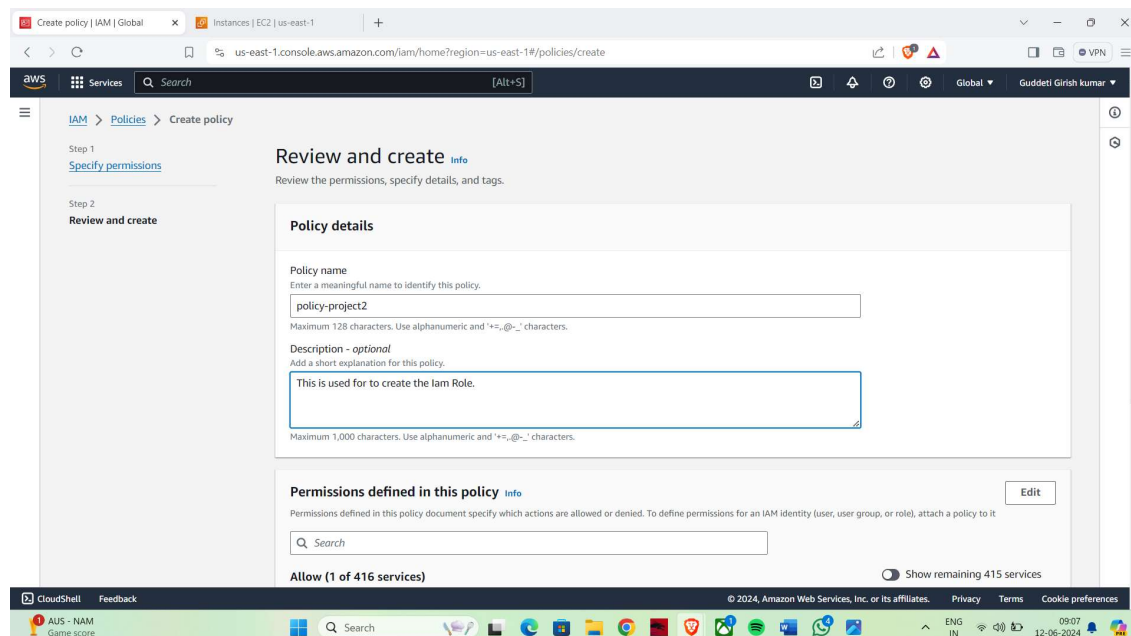 Create policy | IAM | Global
Instances | EC2 | us-east-1
us-east-1.console.aws.amazon.com/iam/home?region=us-east-1#/policies/create
VPN
aws
Services
Search
[Alt+S]
Global
Guddeti Girish kumar
IAM > Policies > Create policy
Step 1
Specify permissions
Step 2
Review and create
Review and create Info
Review the permissions, specify details, and tags.
Policy details
Policy name
Enter a meaningful name to identify this policy.
policy-project2
Maximum 128 characters. Use alphanumeric and '+=,.@-_' characters.
Description - optional
Add a short explanation for this policy.
This is used for to create the Iam Role.
Maximum 1,000 characters. Use alphanumeric and '+=,.@-_' characters.
Permissions defined in this policy Info
Edit
Permissions defined in this policy document specify which actions are allowed or denied. To define permissions for an IAM identity (user, user group, or role), attach a policy to it
Search
Allow (1 of 416 services)
Show remaining 415 services
CloudShell Feedback
© 2024, Amazon Web Services, Inc. or its affiliates. Privacy Terms Cookie preferences
1
AUS - NAM
Game score
Search
4
ENG
IN
09:07
12-06-2024